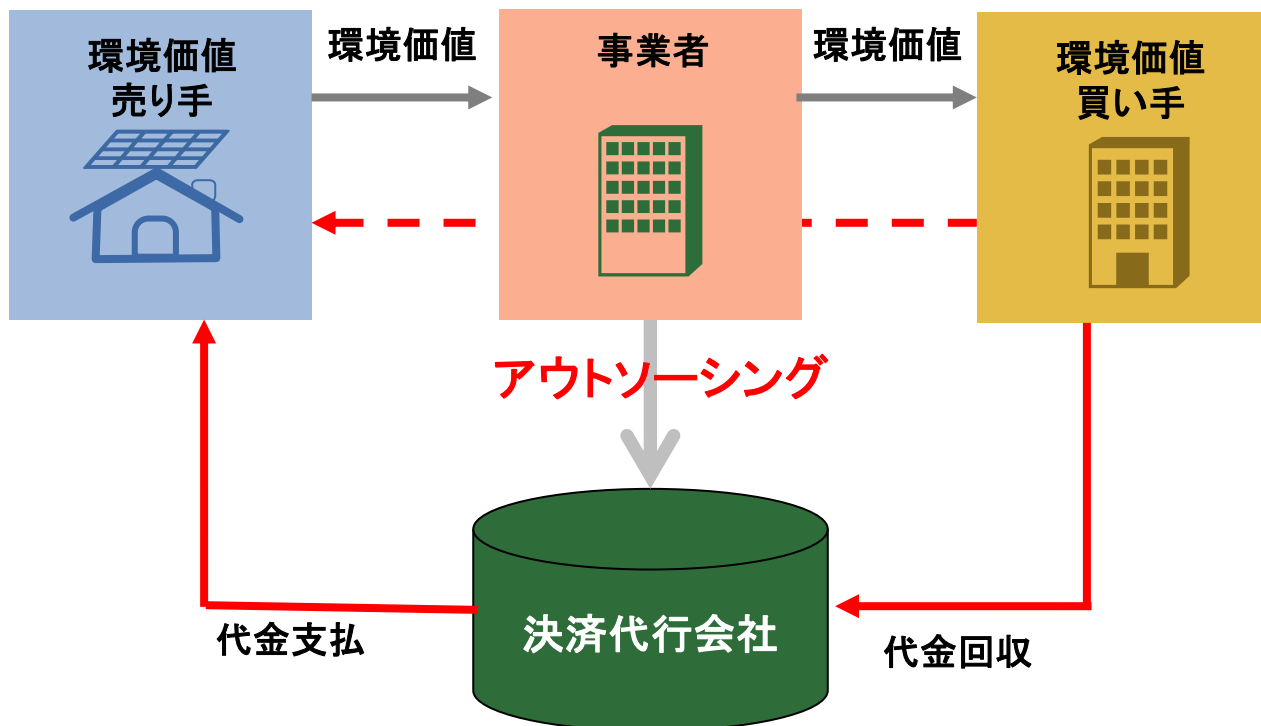 環境価値
売り手
環境価値
事業者
環境価値
環境価値
買い手
アウトソーシング
決済代行会社
代金支払
代金回収